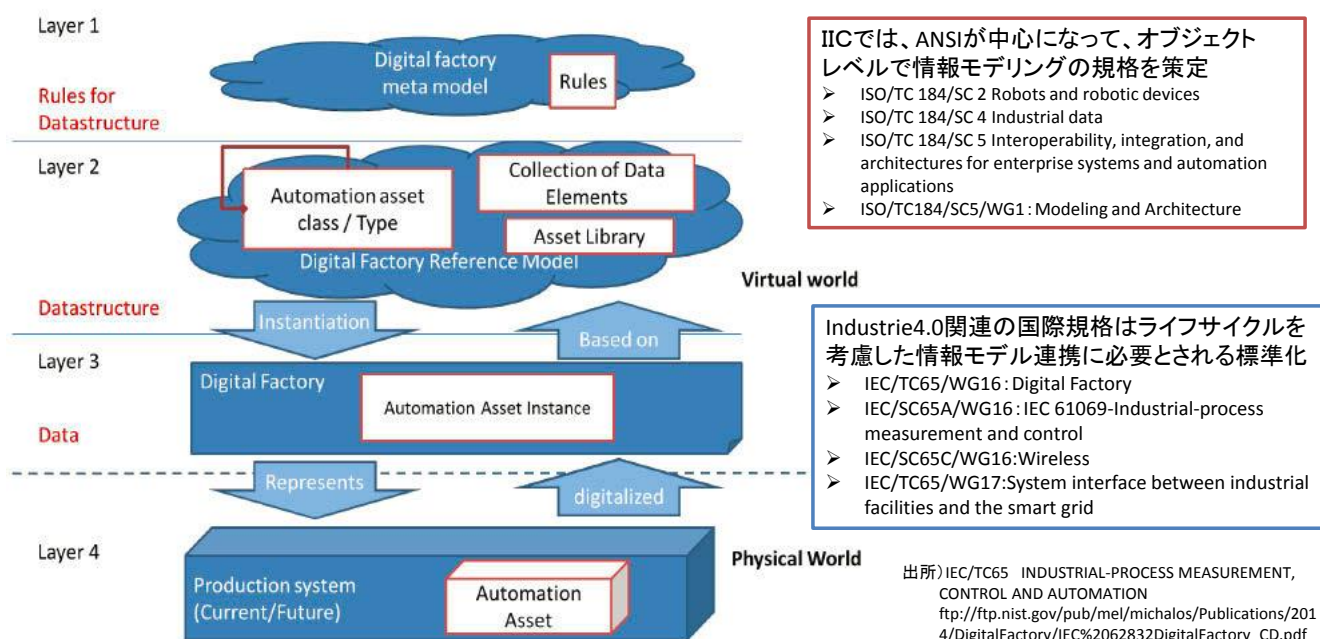 Layer 1
Rules for
Datastructure
Digital factory
meta model
Rules
Layer 2
Automation asset
class / Type
Collection of Data
Elements
Asset Library
Digital Factory Reference Model
Virtual world
Datastructure
Instantiation
Based on
Layer 3
Digital Factory
Automation Asset Instance
Data
Represents
digitalized
Layer 4
Physical World
Production system
(Current/Future)
Automation
Asset
IICでは、ANSIが中心になって、オブジェクト
レベルで情報モデリングの規格を策定
➢ ISO/TC 184/SC 2 Robots and robotic devices
➢ ISO/TC 184/SC 4 Industrial data
➢ ISO/TC 184/SC 5 Interoperability, integration, and
architectures for enterprise systems and automation
applications
➢ ISO/TC184/SC5/WG1：Modeling and Architecture
Industrie4.0関連の国際規格はライフサイクルを
考慮した情報モデル連携に必要とされる標準化
➢ IEC/TC65/WG16：Digital Factory
➢ IEC/SC65A/WG16：IEC 61069-Industrial-process
measurement and control
➢ IEC/SC65C/WG16:Wireless
➢ IEC/TC65/WG17:System interface between industrial
facilities and the smart grid
出所）IEC/TC65 INDUSTRIAL-PROCESS MEASUREMENT,
CONTROL AND AUTOMATION
ftp://ftp.nist.gov/pub/mel/michalos/Publications/201
4/DigitalFactory/IEC%2062832DigitalFactory_CD.pdf